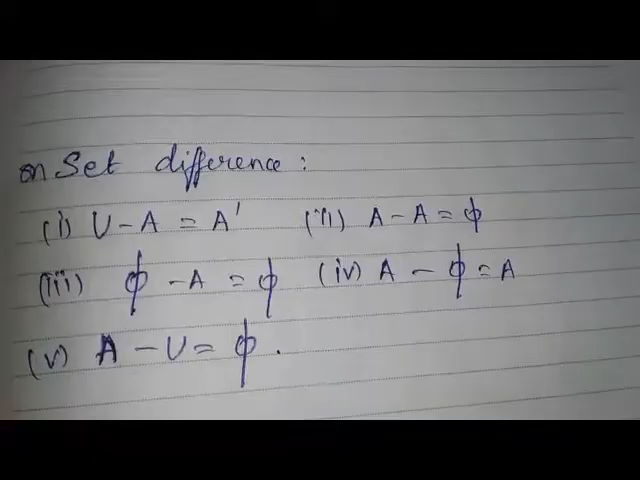 on Set difference :
(i) U - A = A' (ii) A - A = ϕ
(iii) ϕ - A = ϕ (iv) A - ϕ = A
(v) A - U = ϕ .